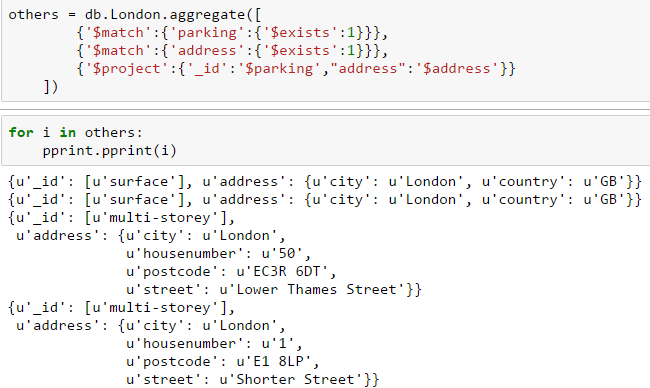 others = db.London.aggregate([
        {'$match':{'parking':{'$exists':1}}},
        {'$match':{'address':{'$exists':1}}},
        {'$project':{'_id':'$parking',"address":'$address'}}
    ])
for i in others:
    pprint.pprint(i)
{u'_id': [u'surface'], u'address': {u'city': u'London', u'country': u'GB'}}
{u'_id': [u'surface'], u'address': {u'city': u'London', u'country': u'GB'}}
{u'_id': [u'multi-storey'],
 u'address': {u'city': u'London',
              u'housenumber': u'50',
              u'postcode': u'EC3R 6DT',
              u'street': u'Lower Thames Street'}}
{u'_id': [u'multi-storey'],
 u'address': {u'city': u'London',
              u'housenumber': u'1',
              u'postcode': u'E1 8LP',
              u'street': u'Shorter Street'}}